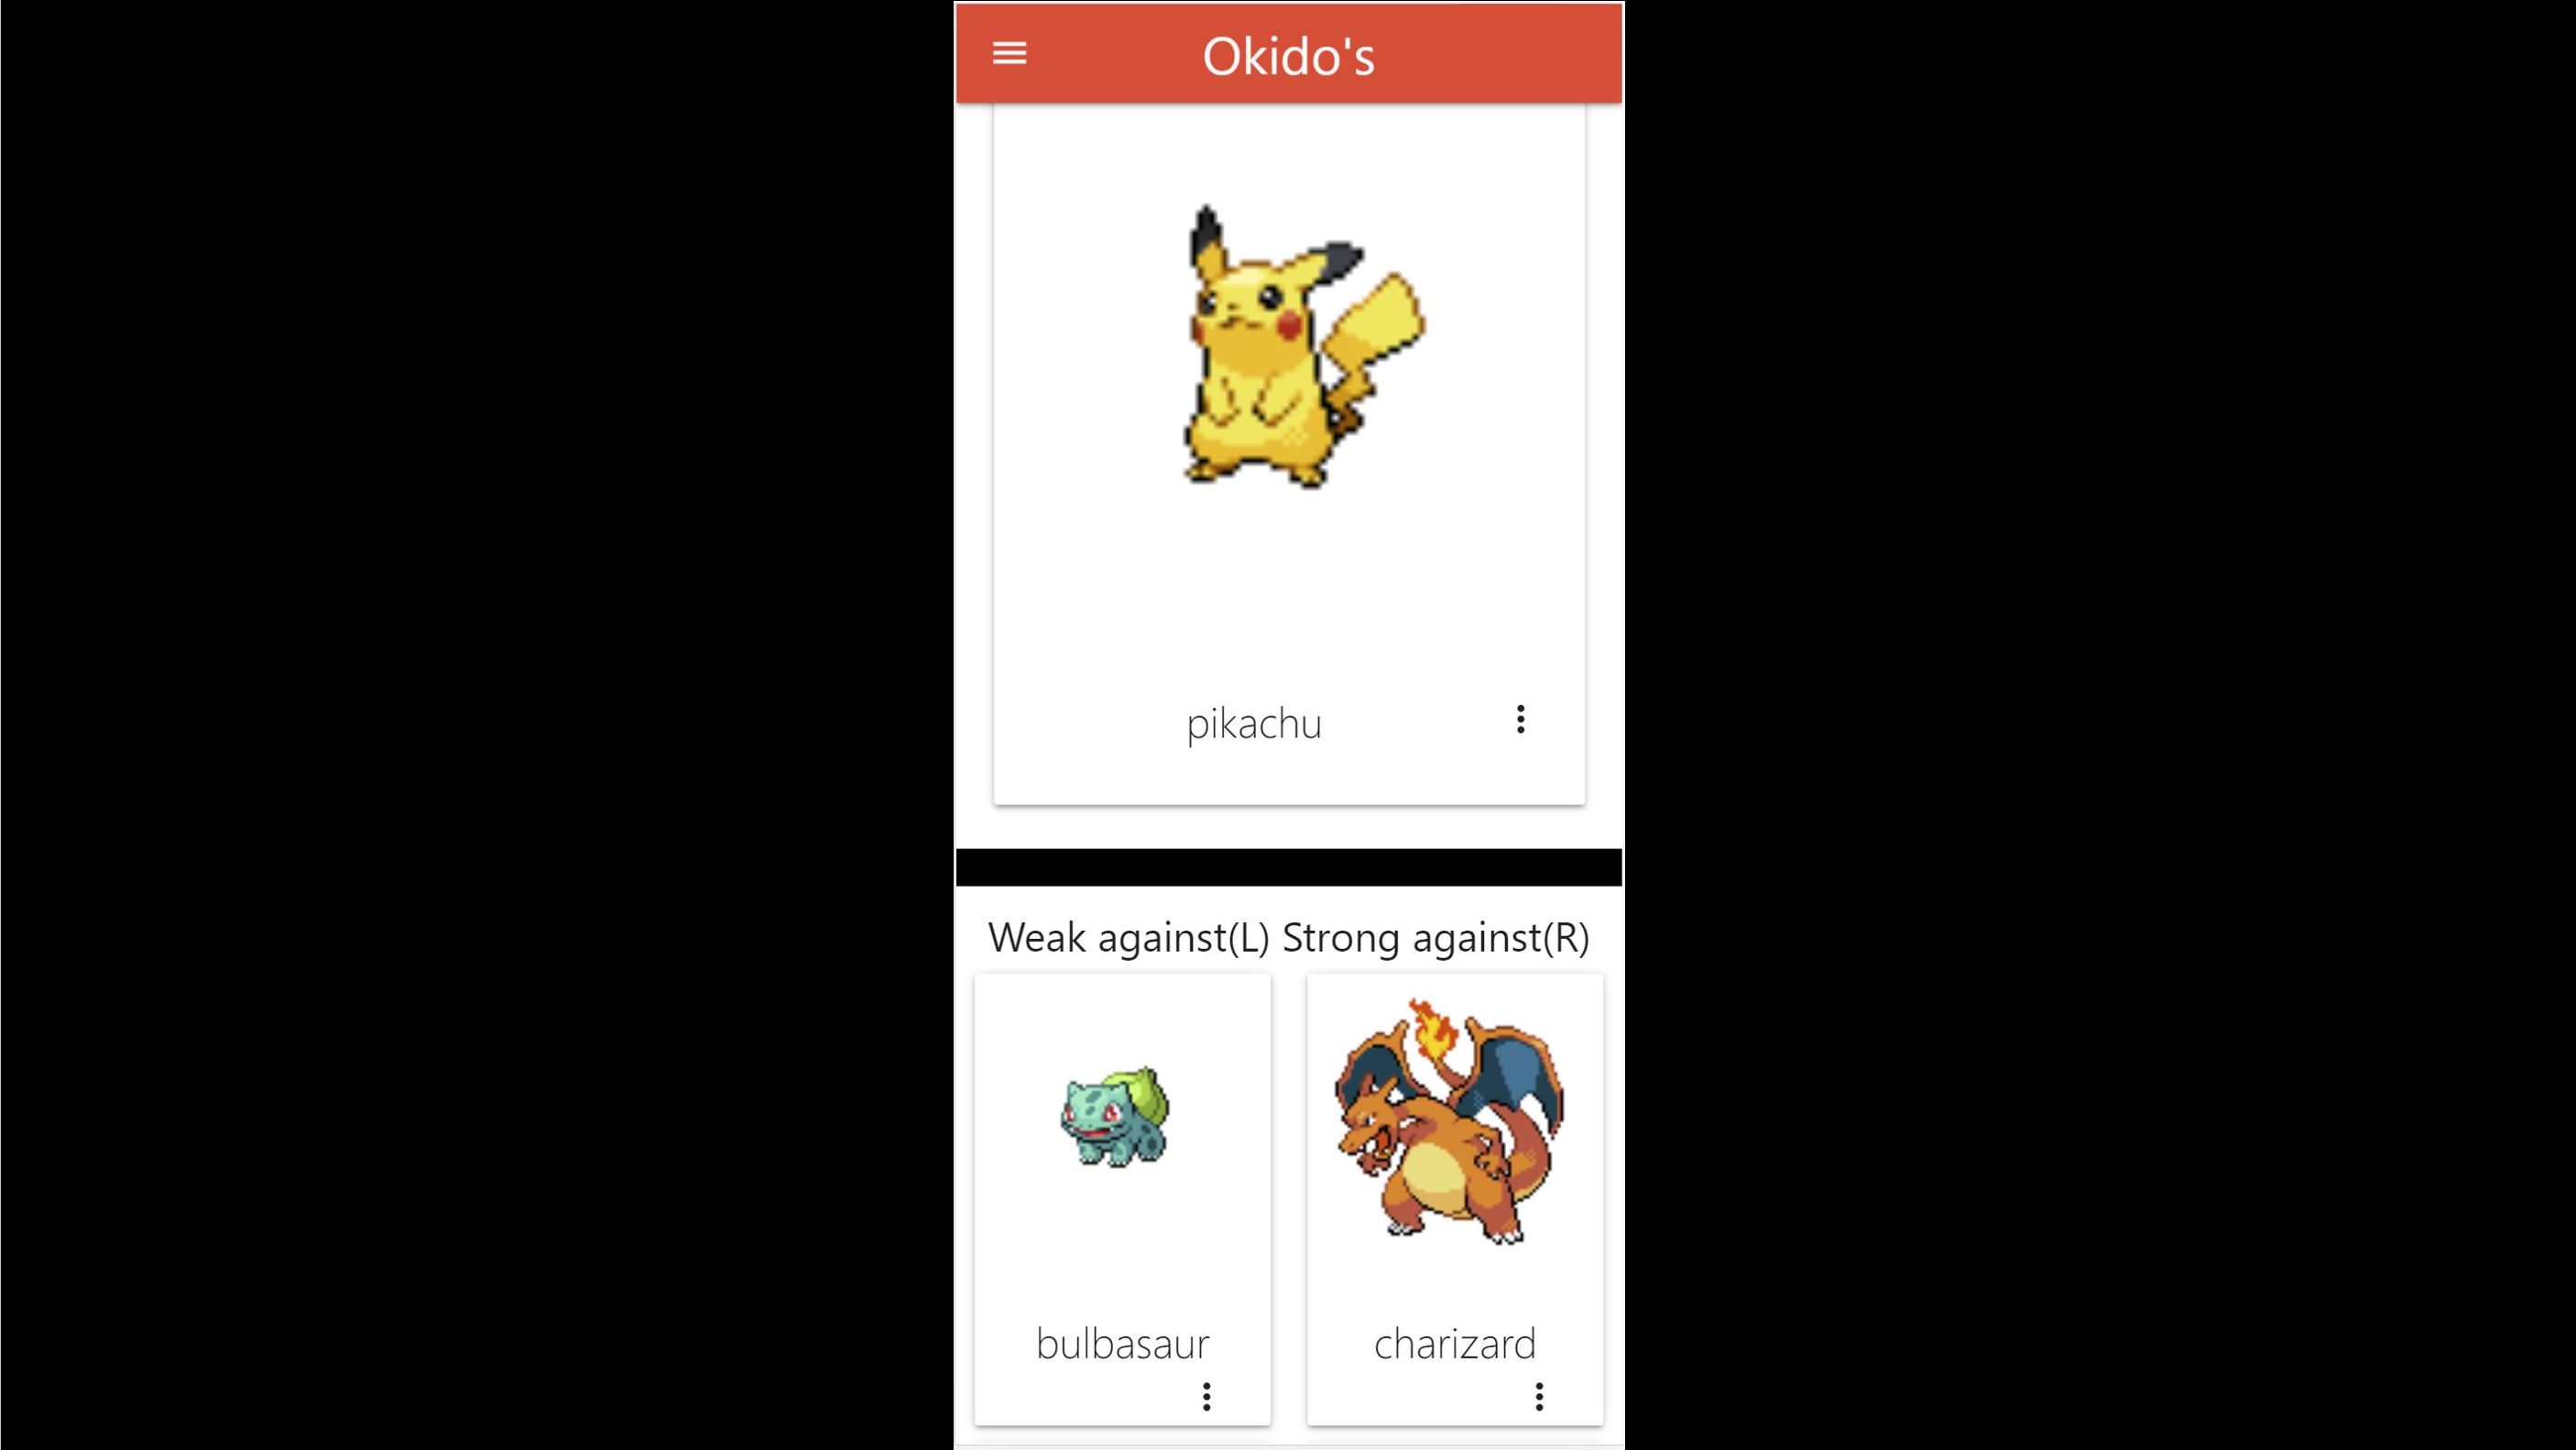 Okido's
pikachu
Weak against(L) Strong against(R)
bulbasaur
charizard